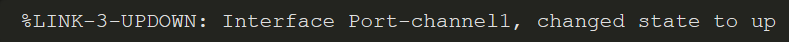 %LINK-3-UPDOWN: Interface Port-channel1, changed state to up